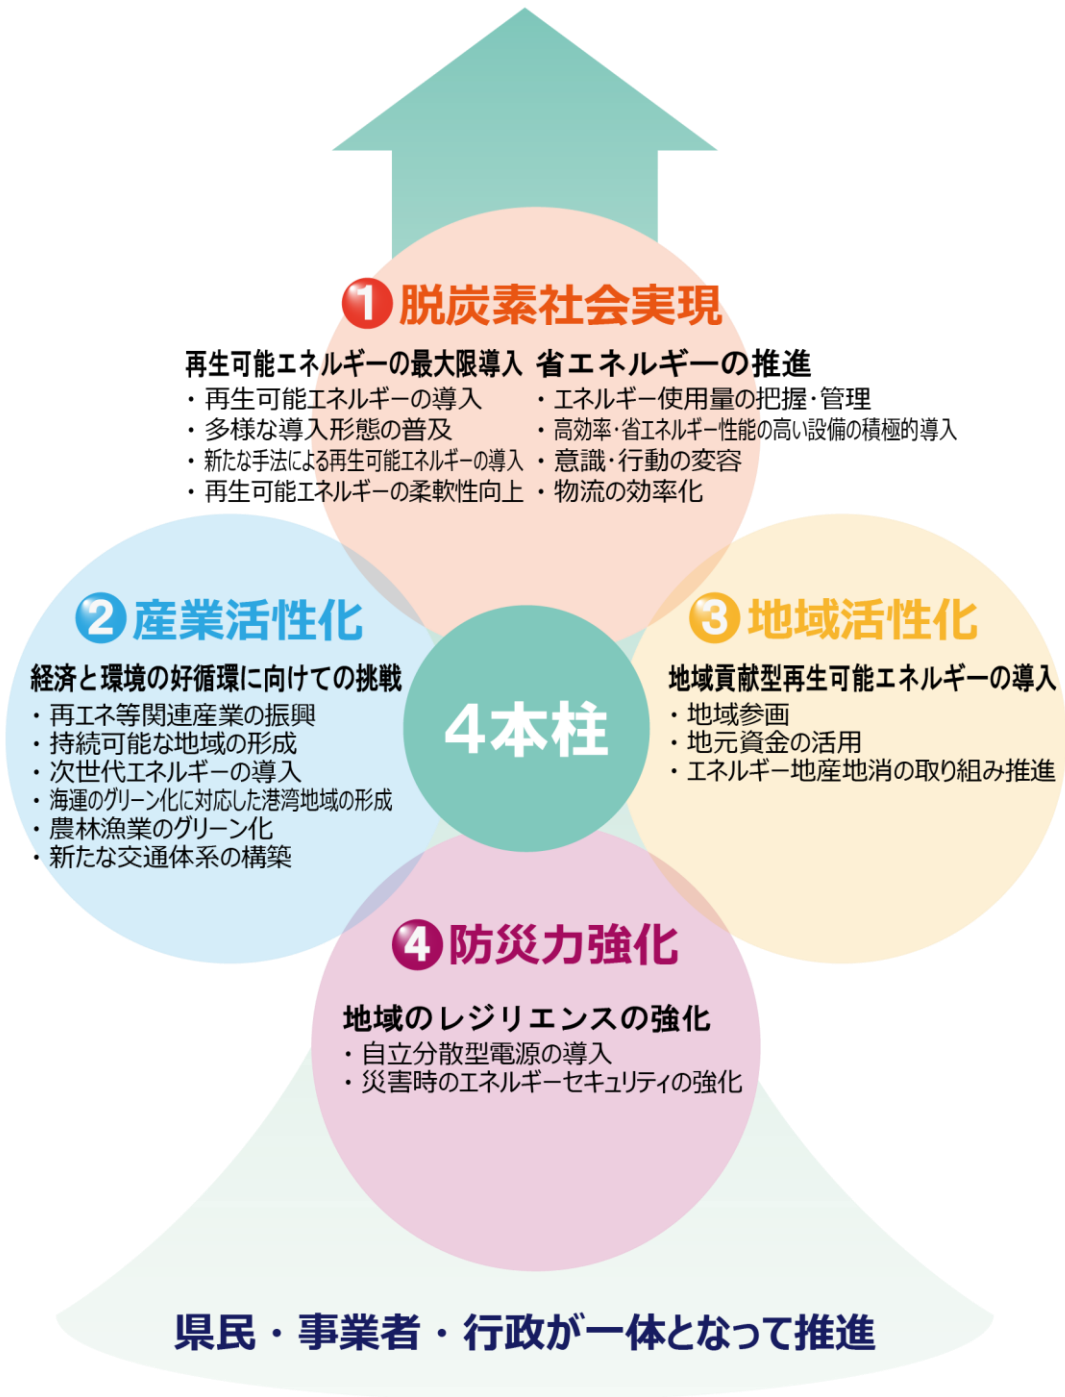 1 脱炭素社会実現
再生可能エネルギーの最大限導入
・再生可能エネルギーの導入
・多様な導入形態の普及
・新たな手法による再生可能エネルギーの導入
・再生可能エネルギーの柔軟性向上
省エネルギーの推進
・エネルギー使用量の把握・管理
・高効率・省エネルギー性能の高い設備の積極的導入
・意識・行動の変容
・物流の効率化
2 産業活性化
経済と環境の好循環に向けての挑戦
・再エネ等関連産業の振興
・持続可能な地域の形成
・次世代エネルギーの導入
・海運のグリーン化に対応した港湾地域の形成
・農林漁業のグリーン化
・新たな交通体系の構築
4本柱
3 地域活性化
地域貢献型再生可能エネルギーの導入
・地域参画
・地元資金の活用
・エネルギー地産地消の取り組み推進
4 防災力強化
地域のレジリエンスの強化
・自立分散型電源の導入
・災害時のエネルギーセキュリティの強化
県民・事業者・行政が一体となって推進